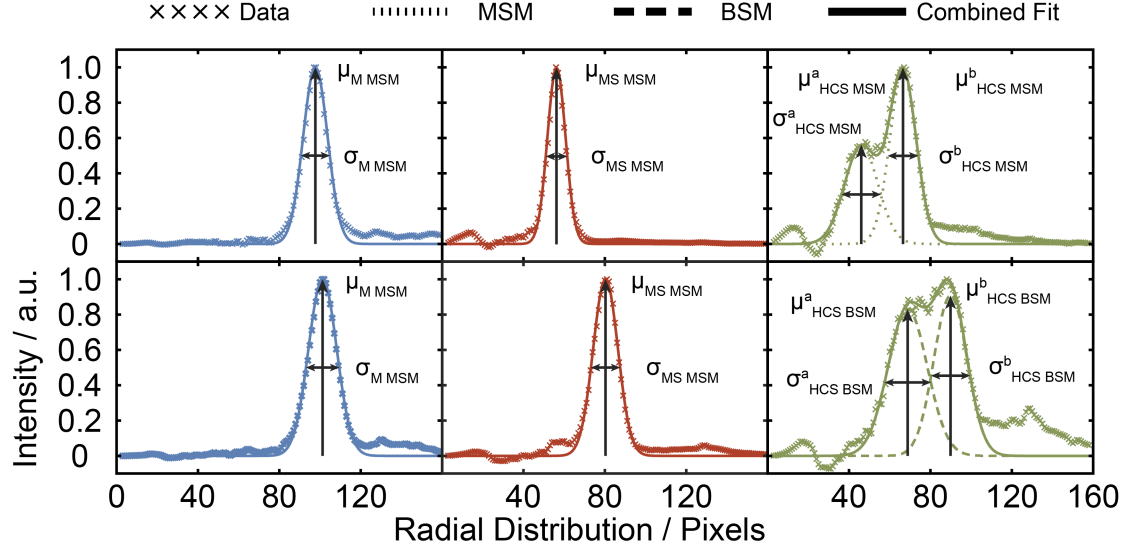 Data MSM BSM Combined Fit
1.0 μM MSM μMS MSM μaHCS MSM μbHCS MSM
0.8
σaHCS MSM
0.6
σM MSM σMS MSM σbHCS MSM
0.4
0.2
0
1.0 μM MSM μMS MSM μaHCS BSM μbHCS BSM
0.8
0.6
σM MSM σMS MSM σaHCS BSM σbHCS BSM
0.4
0.2
0
Intensity / a.u.
0 40 80 120 40 80 120 40 80 120 160
Radial Distribution / Pixels